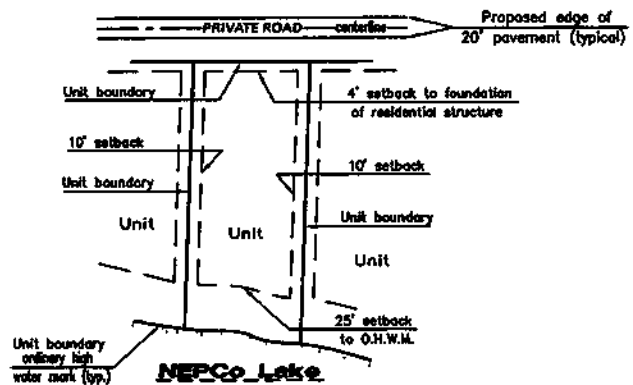 Proposed edge of
20' pavement (typical)
PRIVATE ROAD centerline
Unit boundary
4' setback to foundation
of residential structure
10' setback
10' setback
Unit boundary
Unit
Unit
Unit boundary
Unit
25' setback
to O.H.W.M.
Unit boundary
ordinary high
water mark (typ.)
NEPCo Lake